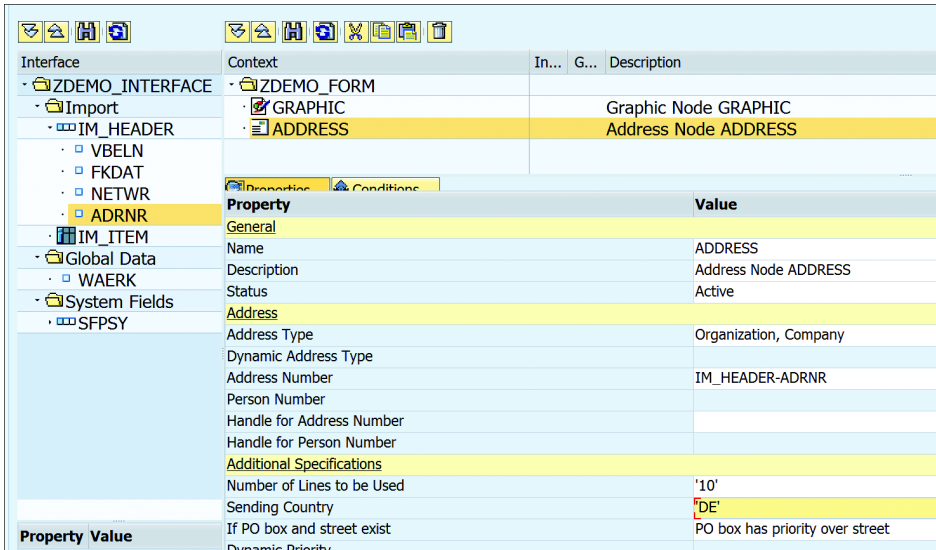 Interface
ZDEMO_INTERFACE
Import
IM_HEADER
VBELN
FKDAT
NETWR
ADRNR
IM_ITEM
Global Data
WAERK
System Fields
SFPSY
Property Value
Context In... G... Description
ZDEMO_FORM
GRAPHIC Graphic Node GRAPHIC
ADDRESS Address Node ADDRESS
Properties Conditions
Property Value
General
Name ADDRESS
Description Address Node ADDRESS
Status Active
Address
Address Type Organization, Company
Dynamic Address Type
Address Number IM_HEADER-ADRNR
Person Number
Handle for Address Number
Handle for Person Number
Additional Specifications
Number of Lines to be Used '10'
Sending Country 'DE'
If PO box and street exist PO box has priority over street
Dynamic Priority